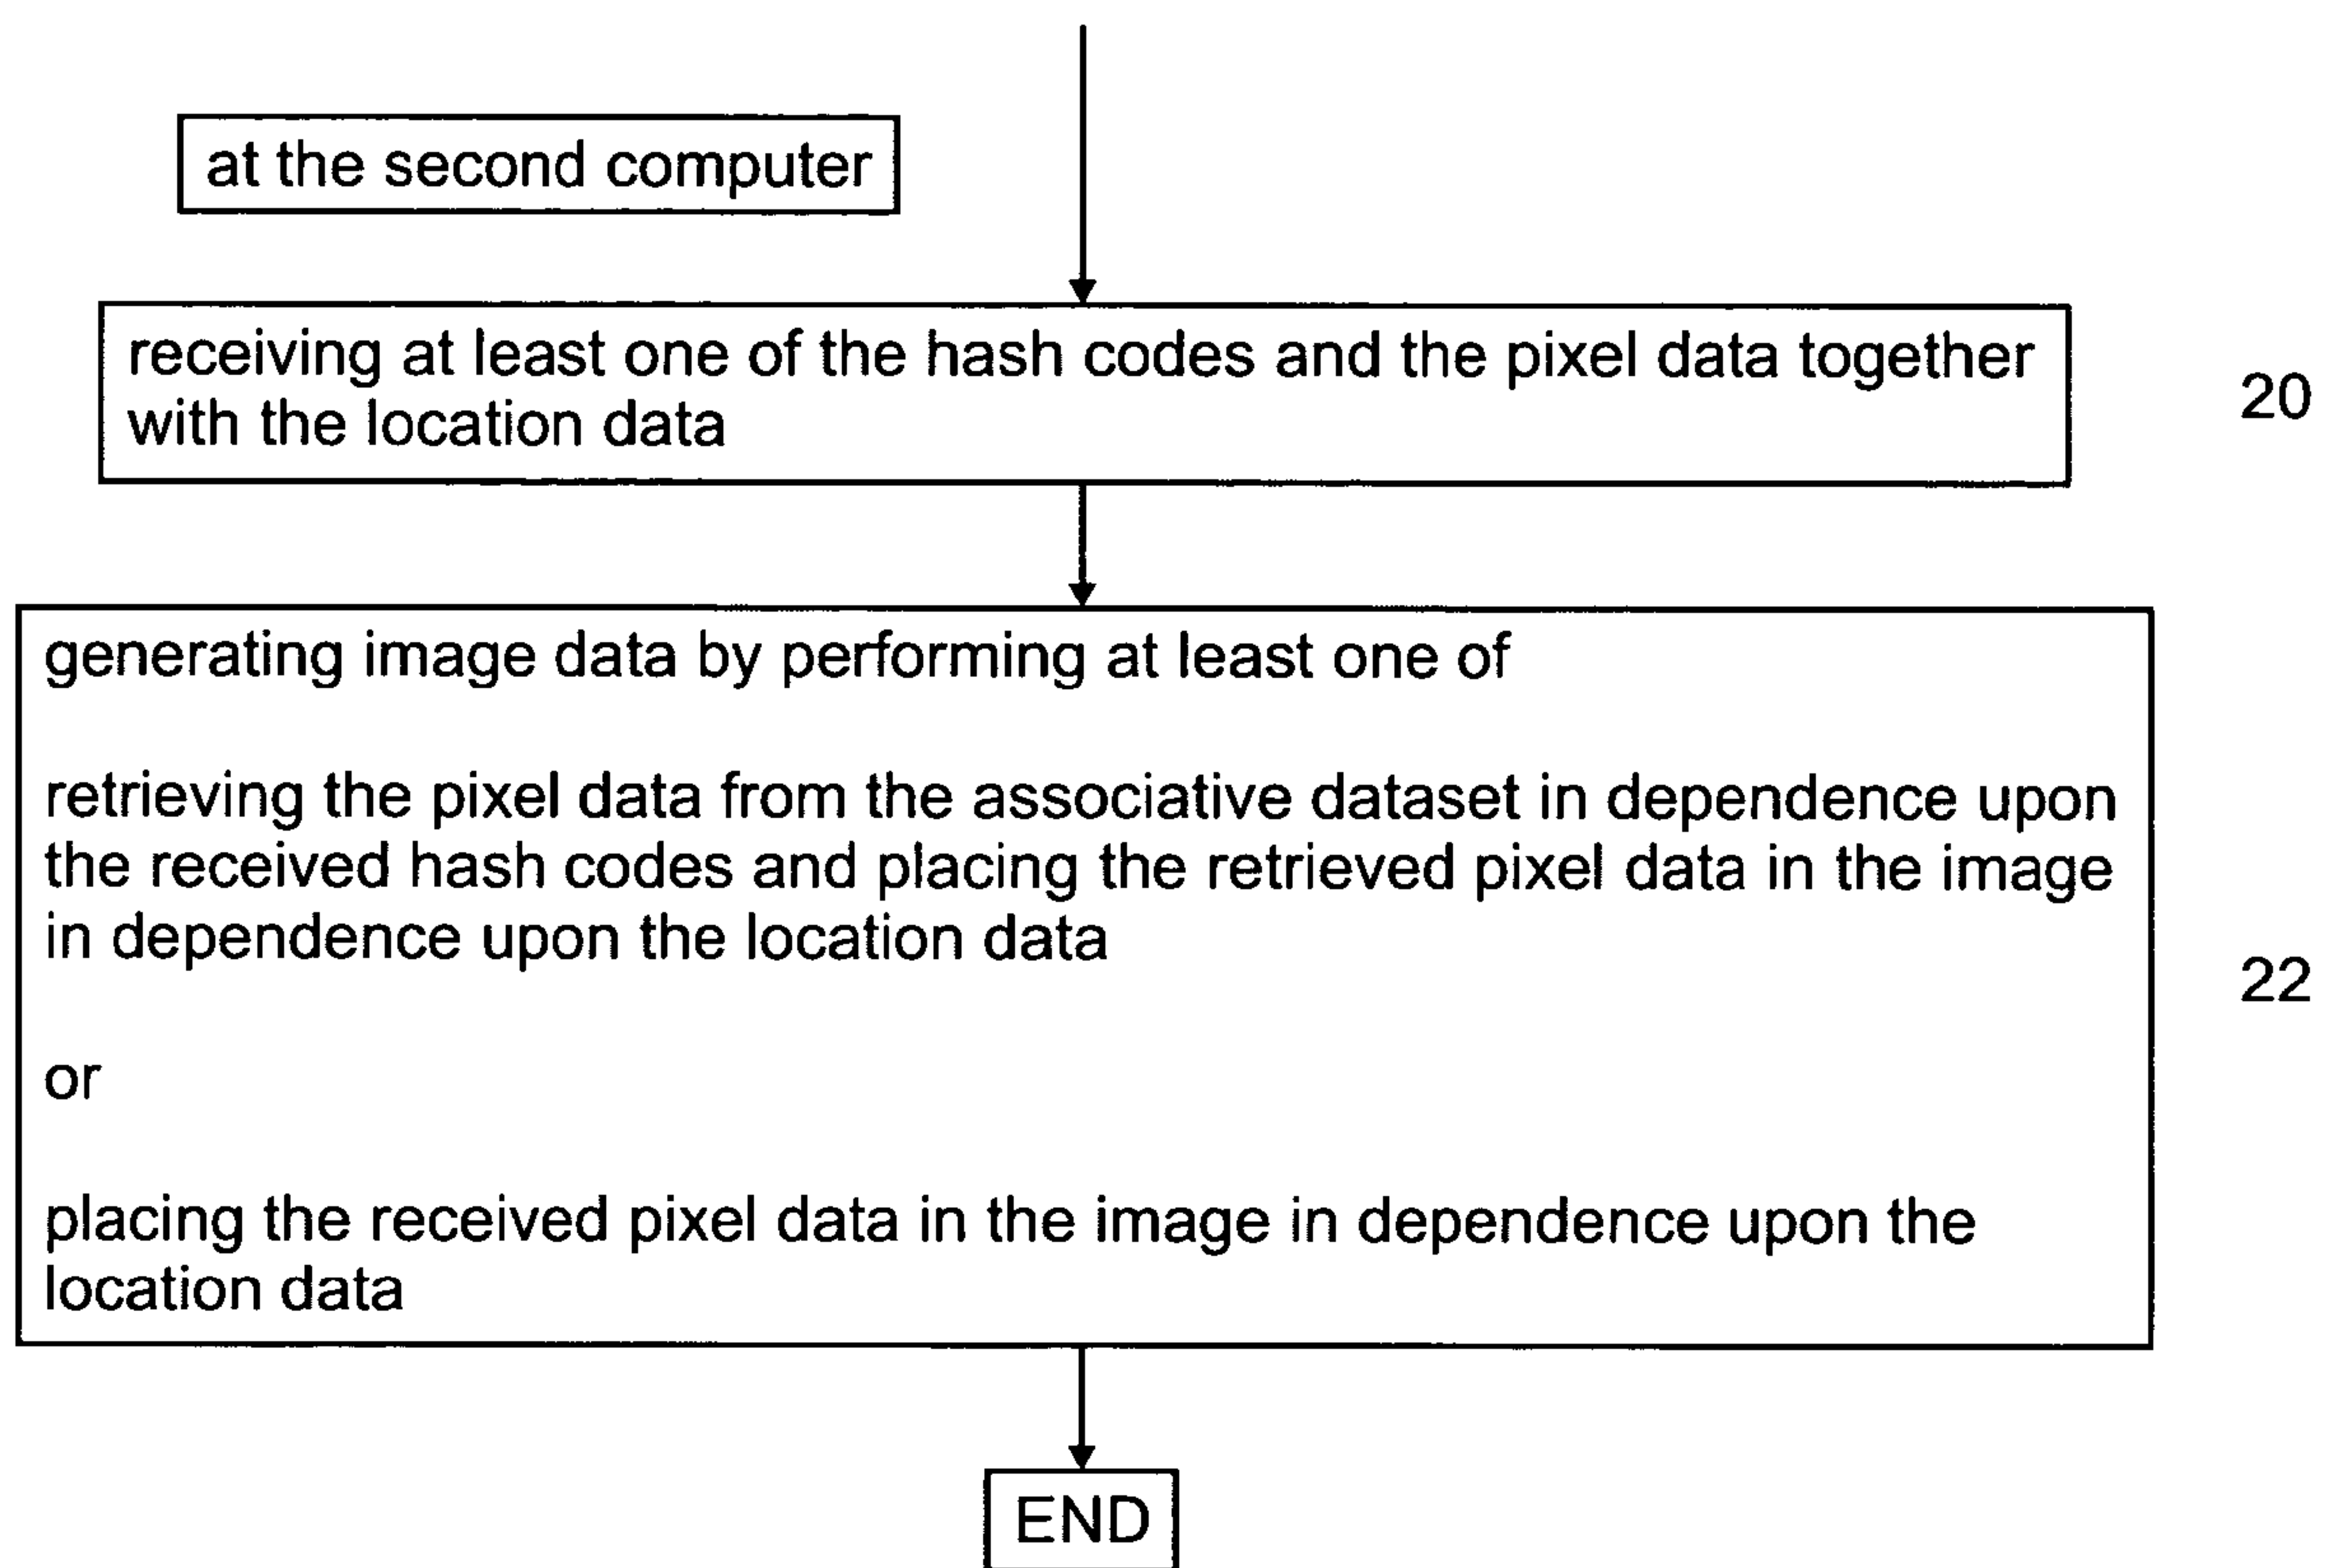 at the second computer
receiving at least one of the hash codes and the pixel data together
with the location data
20
generating image data by performing at least one of
retrieving the pixel data from the associative dataset in dependence upon
the received hash codes and placing the retrieved pixel data in the image
in dependence upon the location data
22
or
placing the received pixel data in the image in dependence upon the
location data
END